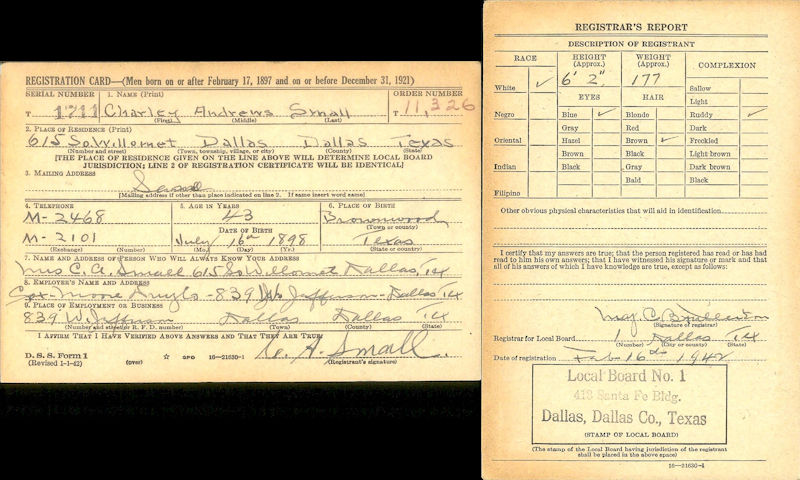 REGISTRATION CARD—(Men born on or after February 17, 1897 and on or before December 31, 1921)
SERIAL NUMBER 1. NAME (Print) ORDER NUMBER
T 1711 Charley Andrews Small T 11,326
(First) (Middle) (Last)
2. PLACE OF RESIDENCE (Print)
615 So. Willomet Dallas Dallas Texas
(Number and street) (Town, township, village, or city) (County) (State)
[THE PLACE OF RESIDENCE GIVEN ON THE LINE ABOVE WILL DETERMINE LOCAL BOARD
JURISDICTION; LINE 2 OF REGISTRATION CERTIFICATE WILL BE IDENTICAL]
3. MAILING ADDRESS
Same
[Mailing address if other than place indicated on line 2. If same insert word same]
4. TELEPHONE 5. AGE IN YEARS 6. PLACE OF BIRTH
M-2468 43 Brownwood
DATE OF BIRTH (Town or county)
M-2101 July 16th 1898 Texas
(Exchange) (Number) (Mo.) (Day) (Yr.) (State or country)
7. NAME AND ADDRESS OF PERSON WHO WILL ALWAYS KNOW YOUR ADDRESS
Mrs C. A. Small 615 So Willomet Dallas, Tex
8. EMPLOYER'S NAME AND ADDRESS
Moore Drugs - 839 W. Jefferson - Dallas Tex
9. PLACE OF EMPLOYMENT OR BUSINESS
839 W. Jefferson Dallas Dallas Tex
(Number and street or R. F. D. number) (Town) (County) (State)
I AFFIRM THAT I HAVE VERIFIED ABOVE ANSWERS AND THAT THEY ARE TRUE.
D. S. S. Form 1 A. Small
(Revised 1-1-42) (over) ☆ GPO 16—21630-1 (Registrant's signature)
REGISTRAR'S REPORT
DESCRIPTION OF REGISTRANT
RACE HEIGHT (Approx.) WEIGHT (Approx.) COMPLEXION
White ✓ 6' 2" 177 Sallow
EYES HAIR Light
Negro Blue ✓ Blonde Ruddy ✓
Gray Red Dark
Oriental Hazel Brown ✓ Freckled
Brown Black Light brown
Indian Black Gray Dark brown
Bald Black
Filipino
Other obvious physical characteristics that will aid in identification
I certify that my answers are true; that the person registered has read or has had
read to him his own answers; that I have witnessed his signature or mark and that
all of his answers of which I have knowledge are true, except as follows:
(Signature of registrar)
Registrar for Local Board 1 Dallas Tex
(Number) (City or county) (State)
Date of registration Feb 16th 1942
Local Board No. 1
413 Santa Fe Bldg.
Dallas, Dallas Co., Texas
(STAMP OF LOCAL BOARD)
(The stamp of the Local Board having jurisdiction of the registrant
shall be placed in the above space)
16—21630-1